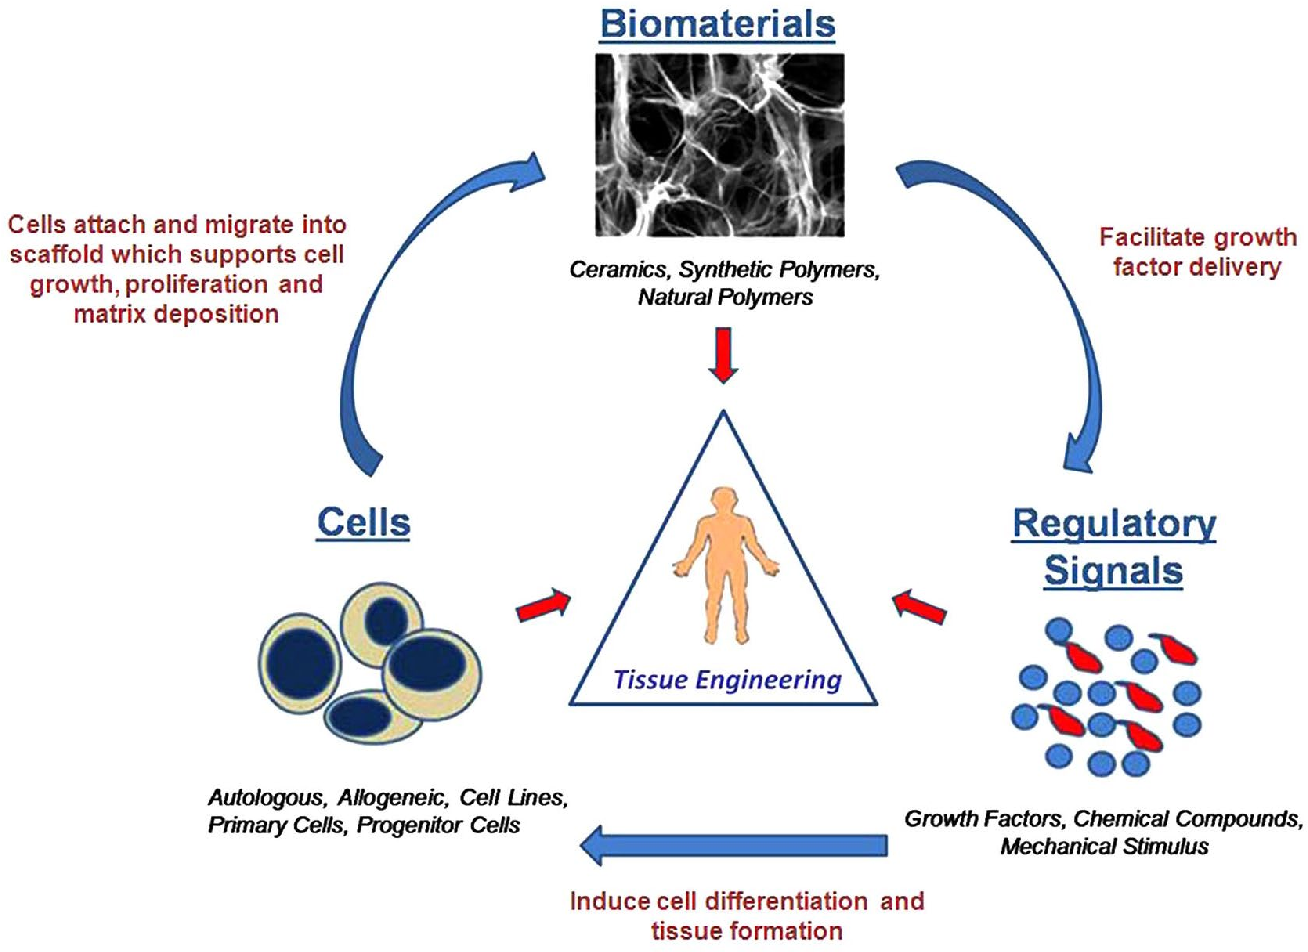 Biomaterials
Cells attach and migrate into
scaffold which supports cell
growth, proliferation and
matrix deposition
Facilitate growth
factor delivery
Ceramics, Synthetic Polymers,
Natural Polymers
Cells
Regulatory
Signals
Tissue Engineering
Autologous, Allogeneic, Cell Lines,
Primary Cells, Progenitor Cells
Growth Factors, Chemical Compounds,
Mechanical Stimulus
Induce cell differentiation and
tissue formation